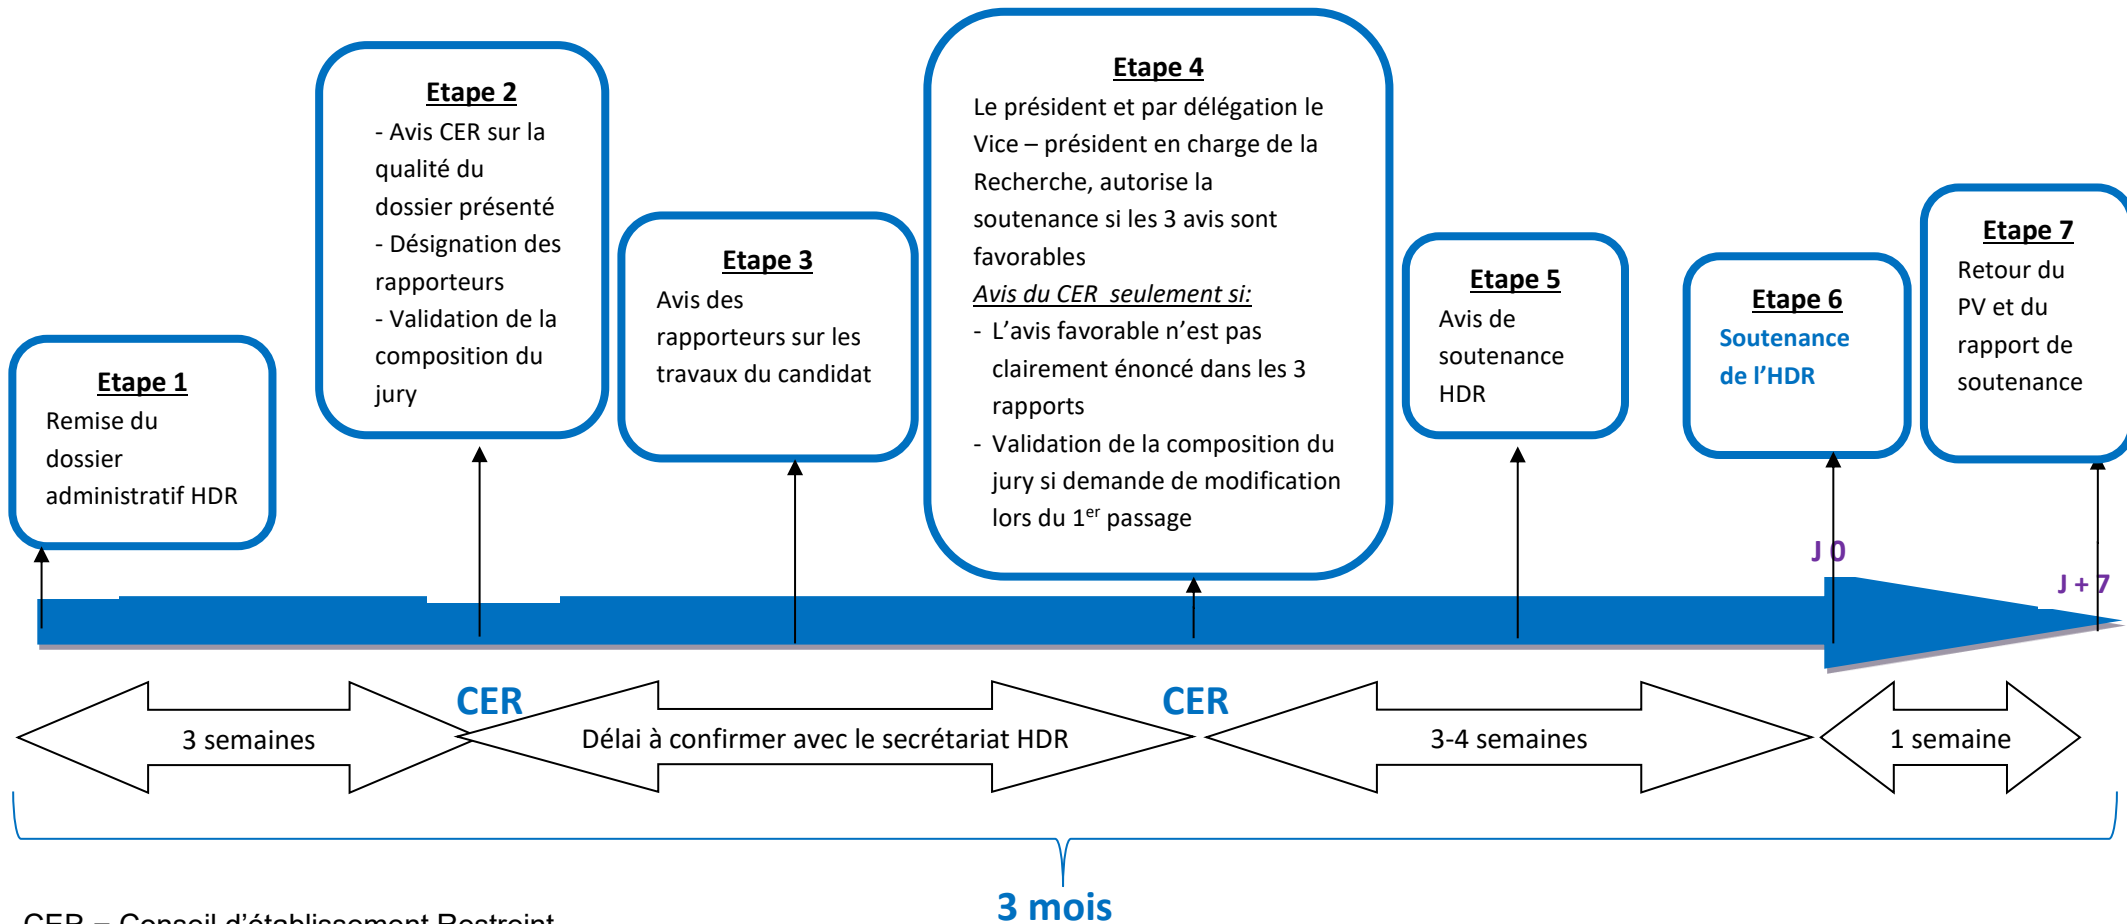 Etape 1
Remise du
dossier
administratif HDR
Etape 2
- Avis CER sur la
qualité du
dossier présenté
- Désignation des
rapporteurs
- Validation de la
composition du
jury
Etape 3
Avis des
rapporteurs sur les
travaux du candidat
Etape 4
Le président et par délégation le
Vice – président en charge de la
Recherche, autorise la
soutenance si les 3 avis sont
favorables
Avis du CER seulement si:
- L’avis favorable n’est pas
clairement énoncé dans les 3
rapports
- Validation de la composition du
jury si demande de modification
lors du 1er passage
Etape 5
Avis de
soutenance
HDR
Etape 6
Soutenance
de l’HDR
Etape 7
Retour du
PV et du
rapport de
soutenance
J 0
J + 7
CER
CER
3 semaines
Délai à confirmer avec le secrétariat HDR
3-4 semaines
1 semaine
3 mois
CER = Conseil d’établissement Restreint